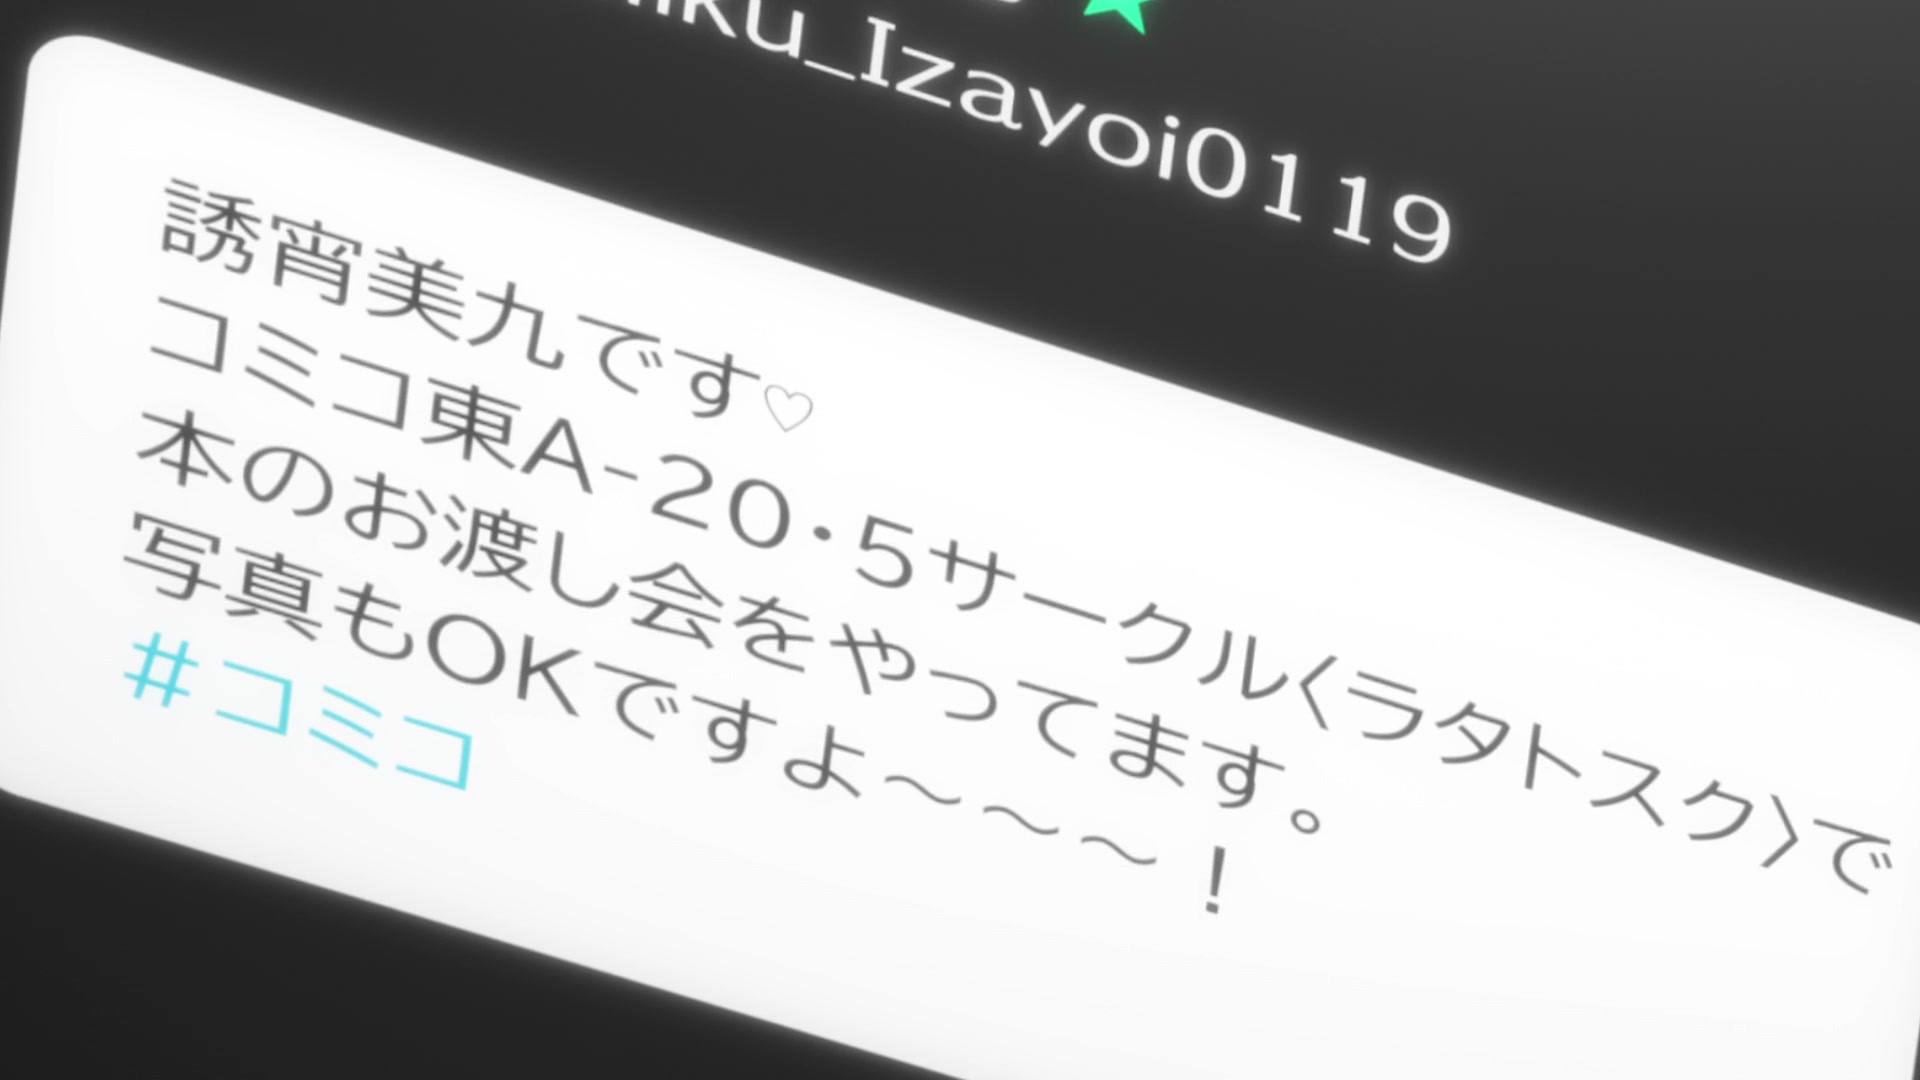 ku_Izayoi0119
誘宵美九です♡
コミコ東A-20・5サークル〈ラタトスク〉で
本のお渡し会をやってます。
写真もOKですよ～～～！
#コミコ